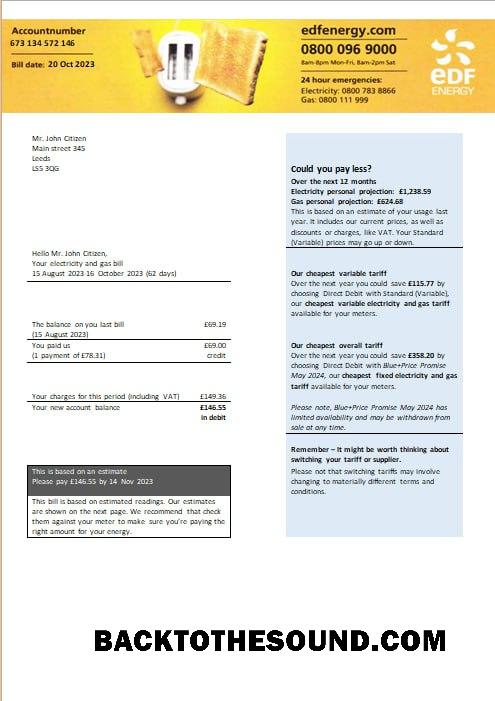 Accountnumber
673 134 572 146
Bill date: 20 Oct 2023
edfenergy.com
0800 096 9000
8am-8pm Mon-Fri, 8am-2pm Sat
24 hour emergencies:
Electricity: 0800 783 8866
Gas: 0800 111 999
eDF
ENERGY
Mr. John Citizen
Main street 345
Leeds
LS5 3QG
Hello Mr. John Citizen,
Your electricity and gas bill
15 August 2023-16 October 2023 (62 days)
The balance on you last bill £69.19
(15 August 2023)
You paid us £69.00
(1 payment of £78.31) credit
Your charges for this period (including VAT) £149.36
Your new account balance £146.55
in debit
This is based on an estimate
Please pay £146.55 by 14 Nov 2023
This bill is based on estimated readings. Our estimates
are shown on the next page. We recommend that check
them against your meter to make sure you're paying the
right amount for your energy.
Could you pay less?
Over the next 12 months
Electricity personal projection: £1,238.59
Gas personal projection: £624.68
This is based on an estimate of your usage last
year. It includes our current prices, as well as
discounts or charges, like VAT. Your Standard
(Variable) prices may go up or down.
Our cheapest variable tariff
Over the next year you could save £115.77 by
choosing Direct Debit with Standard (Variable),
our variable electricity and gas tariff
available for your meters.
Our cheapest overall tariff
Over the next year you could save £358.20 by
choosing Direct Debit with Blue+Price Promise
May 2024, our cheapest fixed electricity and gas
tariff available for your meters.
Please note, Blue+Price Promise May 2024 has
limited availability and may be withdrawn from
sale at any time.
Remember – It might be worth thinking about
switching your tariff or supplier.
Please not that switching tariffs may involve
changing to materially different terms and
conditions.
BACKTOTHESOUND.COM